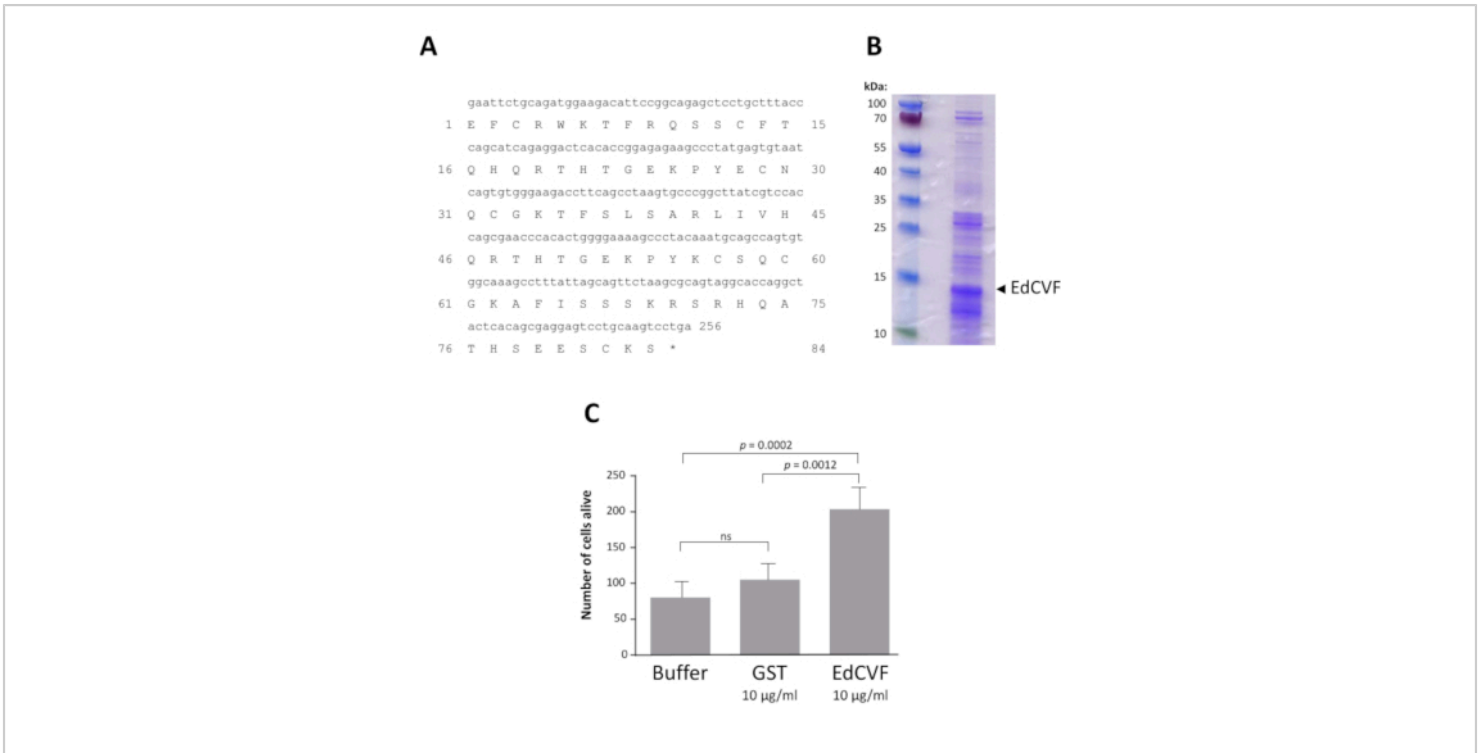 A
gaattctgcagatggaagacattccggcagagctcctgctttacc
1 E F C R W K T F R Q S S C F T 15
cagcatcagaggactcacaccggagagaagccctatgagtgtaat
16 Q H Q R T H T G E K P Y E C N 30
cagtgtgggaagaccttcagcctaagtgcccggcttatcgtccac
31 Q C G K T F S L S A R L I V H 45
cagcgaacccacactggggaaaagccctacaaatgcagccagtgt
46 Q R T H T G E K P Y K C S Q C 60
ggcaaagcctttattagcagttctaagcgcagtaggcaccaggct
61 G K A F I S S S K R S R H Q A 75
actcacagcgaggagtcctgcaagtcctga 256
76 T H S E E S C K S * 84
B
kDa:
100
70
55
40
35
25
15
◄ EdCVF
10
C
p = 0.0002
p = 0.0012
ns
Number of cells alive
250
200
150
100
50
0
Buffer GST EdCVF
10 µg/ml 10 µg/ml